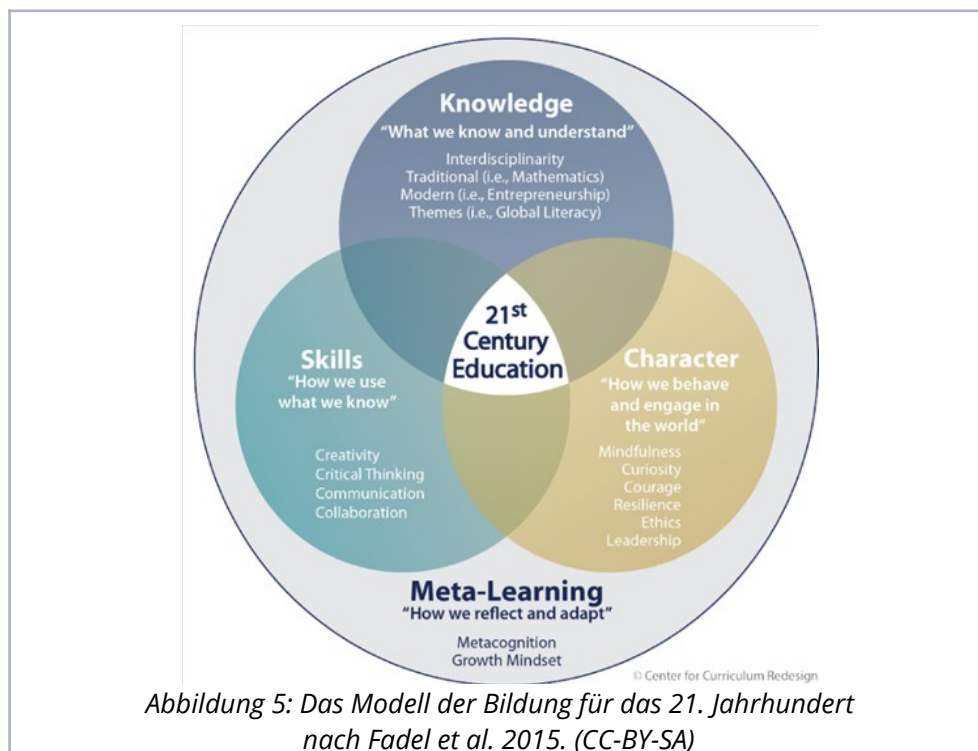 Knowledge
“What we know and understand”
Interdisciplinarity
Traditional (i.e., Mathematics)
Modern (i.e., Entrepreneurship)
Themes (i.e., Global Literacy)
21st
Century
Education
Skills
“How we use
what we know”
Creativity
Critical Thinking
Communication
Collaboration
Character
“How we behave
and engage in
the world”
Mindfulness
Curiosity
Courage
Resilience
Ethics
Leadership
Meta-Learning
“How we reflect and adapt”
Metacognition
Growth Mindset
© Center for Curriculum Redesign
Abbildung 5: Das Modell der Bildung für das 21. Jahrhundert
nach Fadel et al. 2015. (CC-BY-SA)